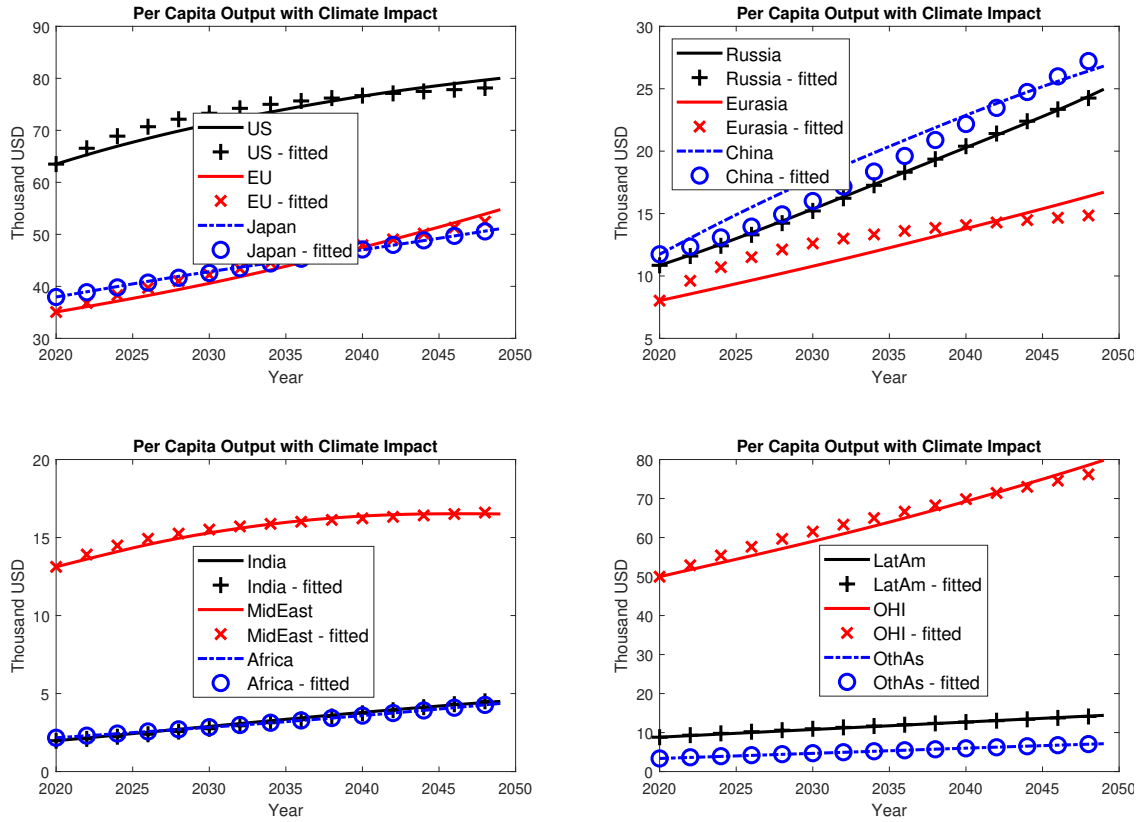 Per Capita Output with Climate Impact
90
80
70
60
50
40
30
Thousand USD
US
US - fitted
EU
EU - fitted
Japan
Japan - fitted
2020 2025 2030 2035 2040 2045 2050
Year
Per Capita Output with Climate Impact
30
25
20
15
10
5
Thousand USD
Russia
Russia - fitted
Eurasia
Eurasia - fitted
China
China - fitted
2020 2025 2030 2035 2040 2045 2050
Year
Per Capita Output with Climate Impact
20
15
10
5
0
Thousand USD
India
India - fitted
MidEast
MidEast - fitted
Africa
Africa - fitted
2020 2025 2030 2035 2040 2045 2050
Year
Per Capita Output with Climate Impact
80
70
60
50
40
30
20
10
0
Thousand USD
LatAm
LatAm - fitted
OHI
OHI - fitted
OthAs
OthAs - fitted
2020 2025 2030 2035 2040 2045 2050
Year